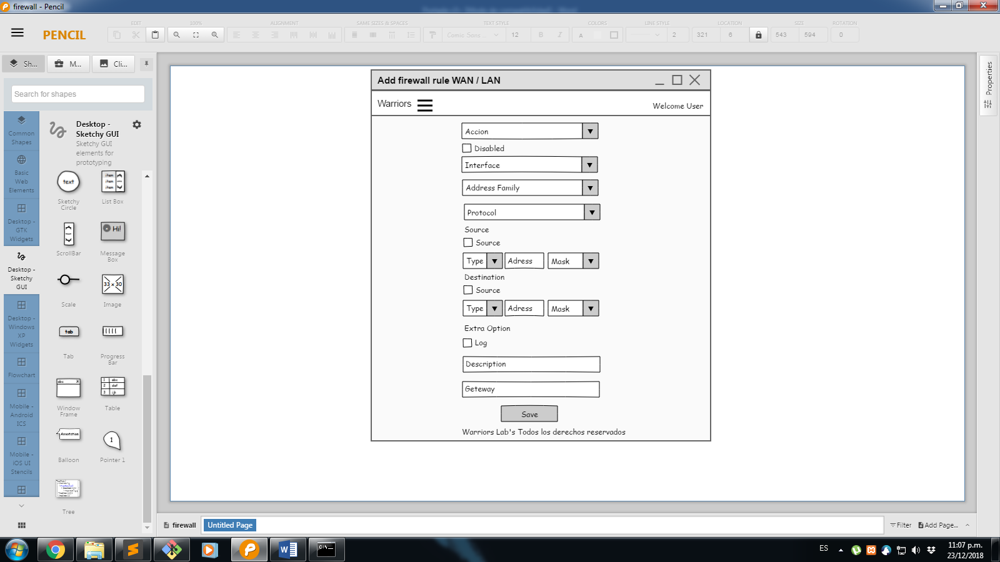 firewall - Pencil
PENCIL
EDIT
100%
ALIGNMENT
SAME SIZES & SPACES
TEXT STYLE
COLORS
LINE STYLE
LOCATION
SIZE
ROTATION
Comic Sans ...
12
B
I
A
2
321
6
543
594
0
Sh...
M...
Cli...
Search for shapes
Common
Shapes
Basic
Web
Elements
Desktop -
GTK
Widgets
Desktop -
Sketchy
GUI
Desktop -
Windows
XP
Widgets
Flowchart
Mobile -
Android
ICS
Mobile -
iOS UI
Stencils
Desktop -
Sketchy GUI
Sketchy GUI
elements for
prototyping
text
Sketchy
Circle
item
item
item
List Box
ScrollBar
Hi!
Message
Box
Scale
33 x 30
Image
tab
Tab
Progress
Bar
abc
X
Window
Frame
1 abc
2 def
3 ijk
Table
Annotation
Balloon
1
Pointer 1
Tree
Add firewall rule WAN / LAN
Warriors
Welcome User
Accion
Disabled
Interface
Address Family
Protocol
Source
Source
Type
Adress
Mask
Destination
Source
Type
Adress
Mask
Extra Option
Log
Description
Geteway
Save
Warriors Lab's Todos los derechos reservados
Properties
firewall
Untitled Page
Filter
Add Page...
ES
11:07 p.m.
23/12/2018